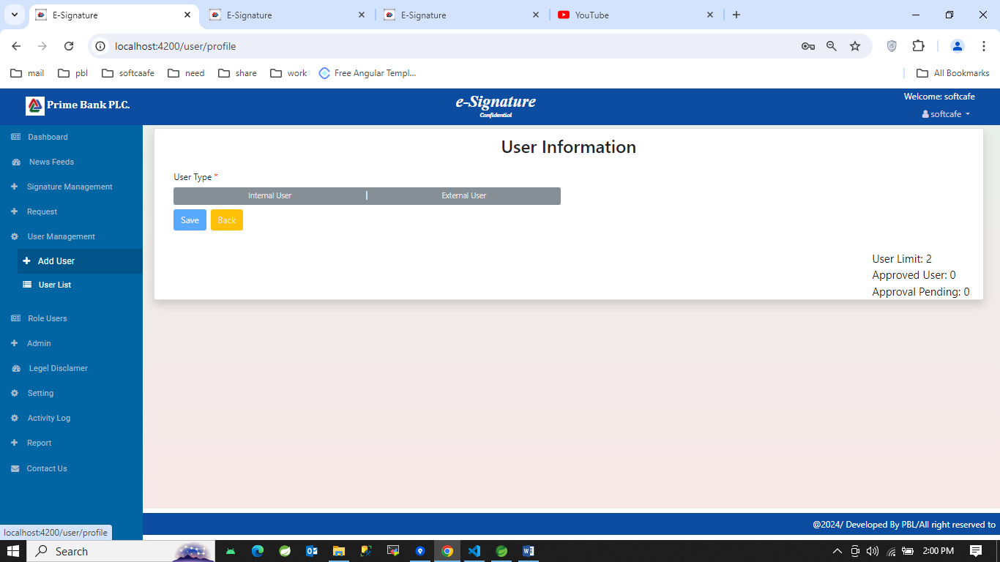 E-Signature
E-Signature
E-Signature
YouTube
localhost:4200/user/profile
mail
pbl
softcaafe
need
share
work
Free Angular Templ...
All Bookmarks
Prime Bank PLC.
e-Signature
Confidential
Welcome: softcafe
softcafe
Dashboard
News Feeds
Signature Management
Request
User Management
Add User
User List
Role Users
Admin
Legel Disclamer
Setting
Activity Log
Report
Contact Us
User Information
User Type *
Internal User
External User
Save
Back
User Limit: 2
Approved User: 0
Approval Pending: 0
@2024/ Developed By PBL/All right reserved to
localhost:4200/user/profile
Search
2:00 PM